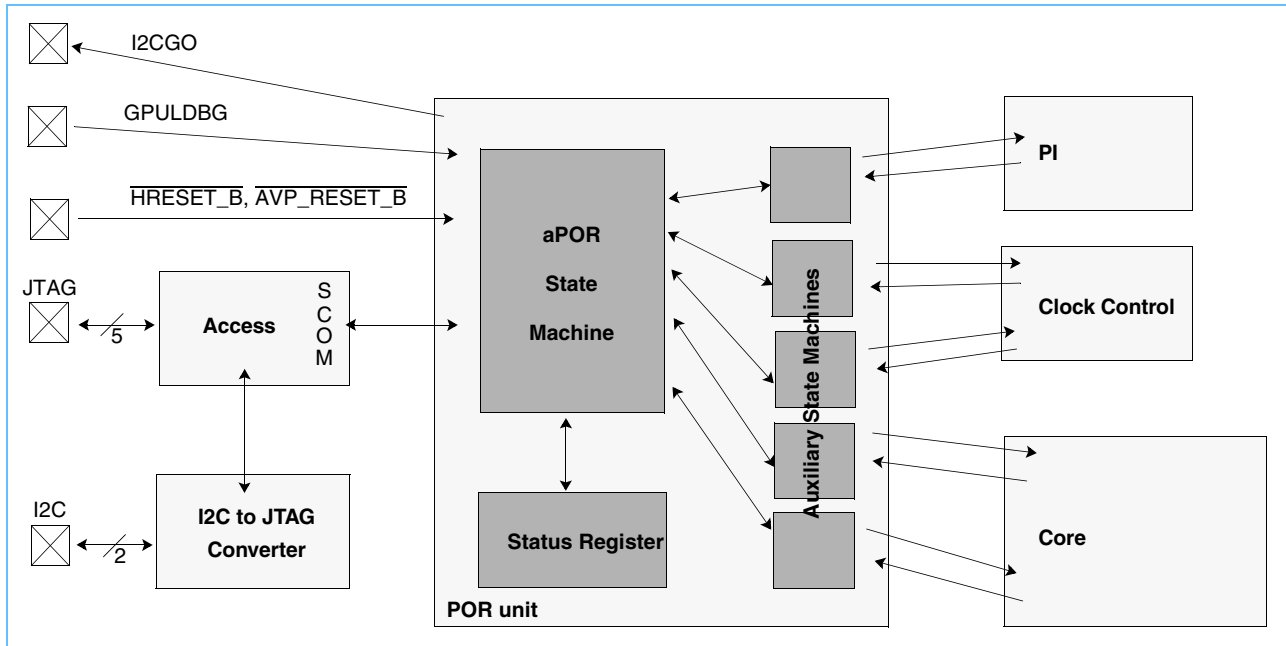 I2CGO
GPULDBG
HRESET_B, AVP_RESET_B
JTAG
5
Access
SCOM
I2C
2
I2C to JTAG
Converter
aPOR
State
Machine
Status Register
POR unit
Auxiliary State Machines
PI
Clock Control
Core